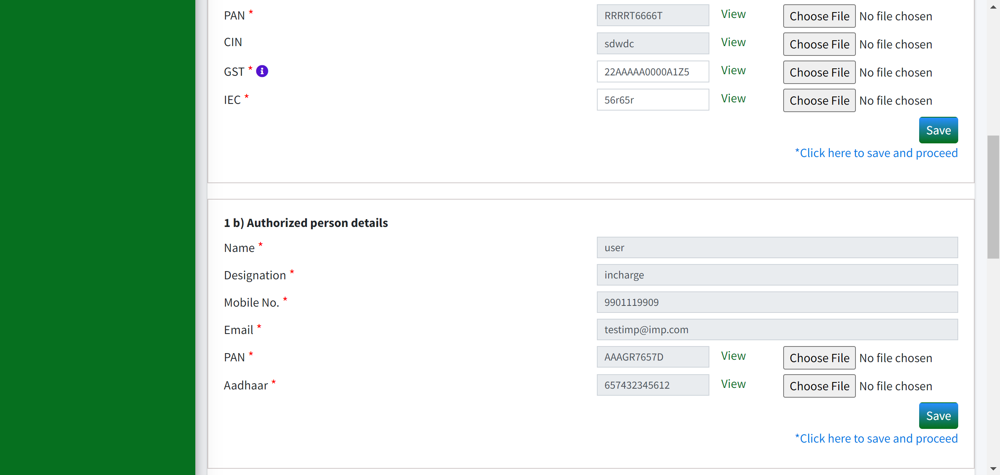 PAN * RRRRT6666T View Choose File No file chosen
CIN sdwdc View Choose File No file chosen
GST * 22AAAAA0000A1Z5 View Choose File No file chosen
IEC * 56r65r View Choose File No file chosen
Save
*Click here to save and proceed
1 b) Authorized person details
Name * user
Designation * incharge
Mobile No. * 9901119909
Email * testimp@imp.com
PAN * AAAGR7657D View Choose File No file chosen
Aadhaar * 657432345612 View Choose File No file chosen
Save
*Click here to save and proceed